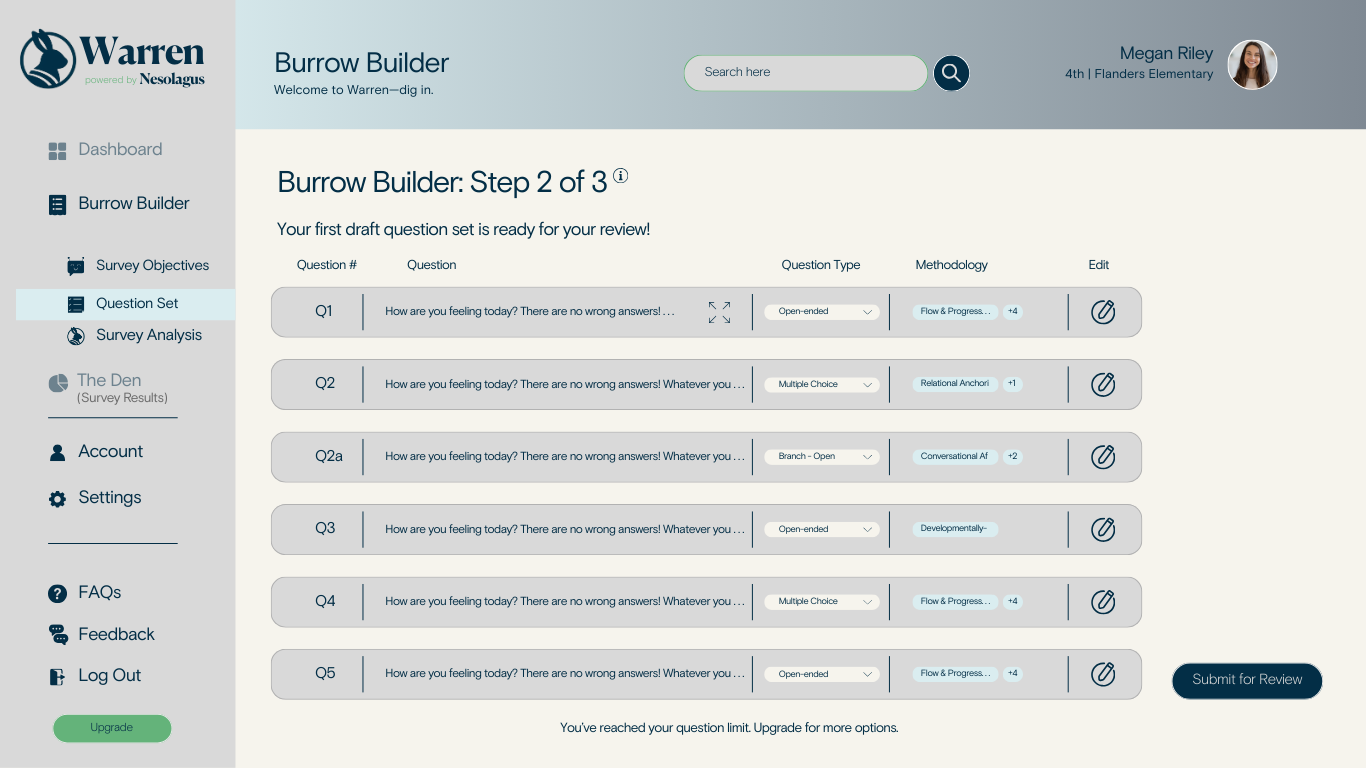 Warren
powered by Nesolagus
Dashboard
Burrow Builder
Survey Objectives
Question Set
Survey Analysis
The Den
(Survey Results)
Account
Settings
FAQs
Feedback
Log Out
Upgrade
Burrow Builder
Welcome to Warren—dig in.
Search here
Megan Riley
4th | Flanders Elementary
Burrow Builder: Step 2 of 3
Your first draft question set is ready for your review!
Question # Question Question Type Methodology Edit
Q1 How are you feeling today? There are no wrong answers! . . . Open-ended Flow & Progress. . . +4
Q2 How are you feeling today? There are no wrong answers! Whatever you . . . Multiple Choice Relational Anchori +1
Q2a How are you feeling today? There are no wrong answers! Whatever you . . . Branch - Open Conversational Af +2
Q3 How are you feeling today? There are no wrong answers! Whatever you . . . Open-ended Developmentally-
Q4 How are you feeling today? There are no wrong answers! Whatever you . . . Multiple Choice Flow & Progress. . . +4
Q5 How are you feeling today? There are no wrong answers! Whatever you . . . Open-ended Flow & Progress. . . +4
Submit for Review
You've reached your question limit. Upgrade for more options.